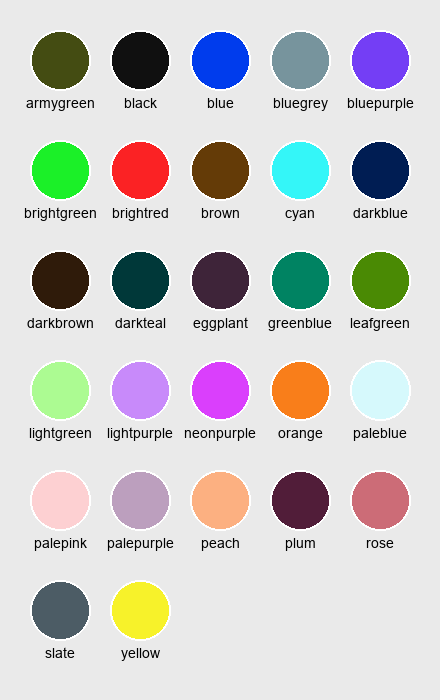 armygreen black blue bluegrey bluepurple
brightgreen brightred brown cyan darkblue
darkbrown darkteal eggplant greenblue leafgreen
lightgreen lightpurple neonpurple orange paleblue
palepink palepurple peach plum rose
slate yellow